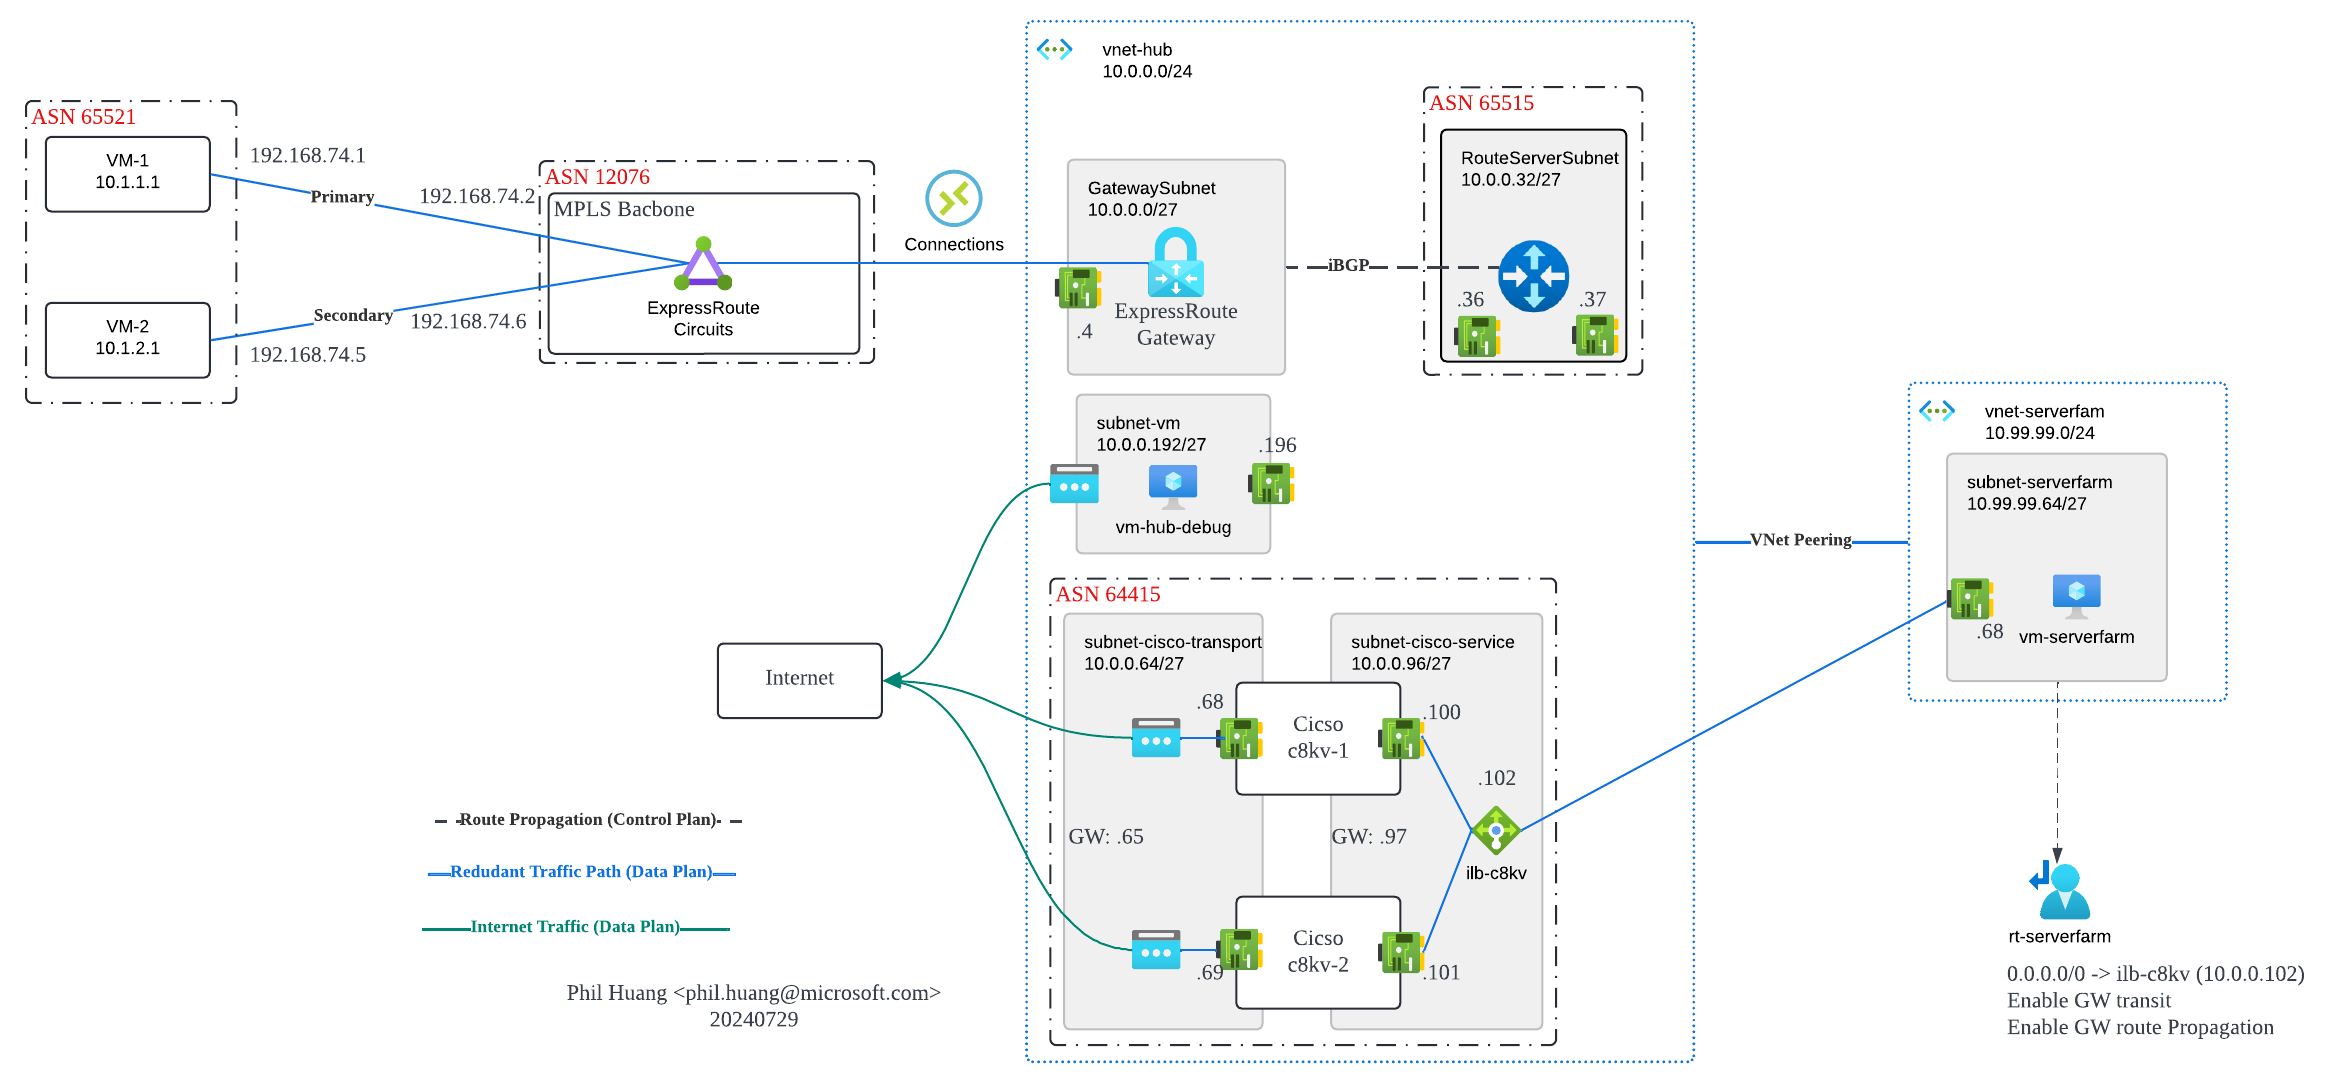 vnet-hub
10.0.0.0/24
ASN 65521
VM-1
10.1.1.1
192.168.74.1
Primary
192.168.74.2
VM-2
10.1.2.1
Secondary
192.168.74.6
192.168.74.5
ASN 12076
MPLS Bacbone
ExpressRoute
Circuits
Connections
GatewaySubnet
10.0.0.0/27
.4
ExpressRoute
Gateway
iBGP
ASN 65515
RouteServerSubnet
10.0.0.32/27
.36
.37
subnet-vm
10.0.0.192/27
.196
vm-hub-debug
VNet Peering
vnet-serverfam
10.99.99.0/24
subnet-serverfarm
10.99.99.64/27
.68
vm-serverfarm
ASN 64415
subnet-cisco-transport
10.0.0.64/27
subnet-cisco-service
10.0.0.96/27
Internet
.68
Cicso
c8kv-1
.100
.102
GW: .65
GW: .97
ilb-c8kv
Cicso
c8kv-2
.69
.101
Route Propagation (Control Plan)
Redudant Traffic Path (Data Plan)
Internet Traffic (Data Plan)
Phil Huang <phil.huang@microsoft.com>
20240729
rt-serverfarm
0.0.0.0/0 -> ilb-c8kv (10.0.0.102)
Enable GW transit
Enable GW route Propagation